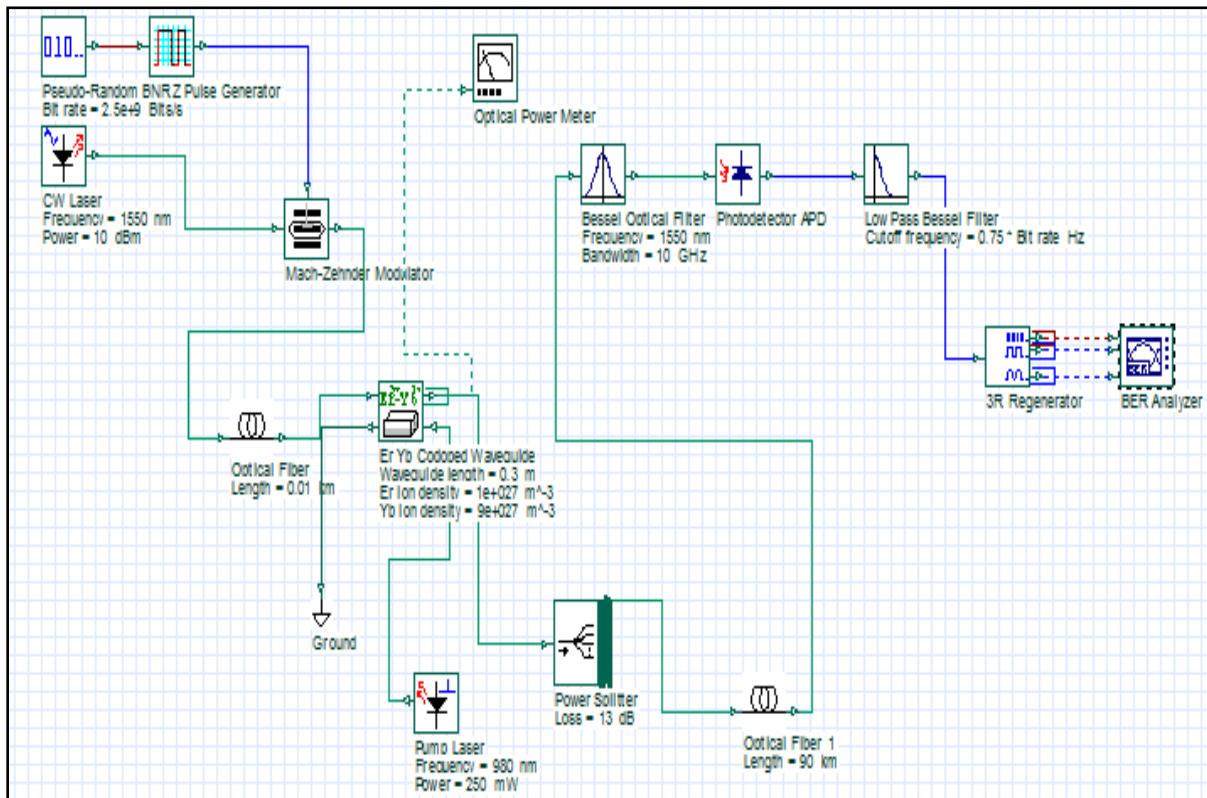 010..
Pseudo-Random BNRZ Pulse Generator
Bit rate = 2.5e+9 Bits/s
Optical Power Meter
CW Laser
Frequency = 1550 nm
Power = 10 dBm
Mach-Zehnder Modulator
Bessel Optical Filter
Frequency = 1550 nm
Bandwidth = 10 GHz
Photodetector APD
Low Pass Bessel Filter
Cutoff frequency = 0.75 * Bit rate Hz
3R Regenerator
BER Analyzer
Optical Fiber
Length = 0.01 km
Er Yb Codoped Waveguide
Waveguide length = 0.3 m
Er ion density = 1e+027 m^-3
Yb ion density = 9e+027 m^-3
Ground
Power Splitter
Loss = 13 dB
Pump Laser
Frequency = 980 nm
Power = 250 mW
Optical Fiber 1
Length = 90 km